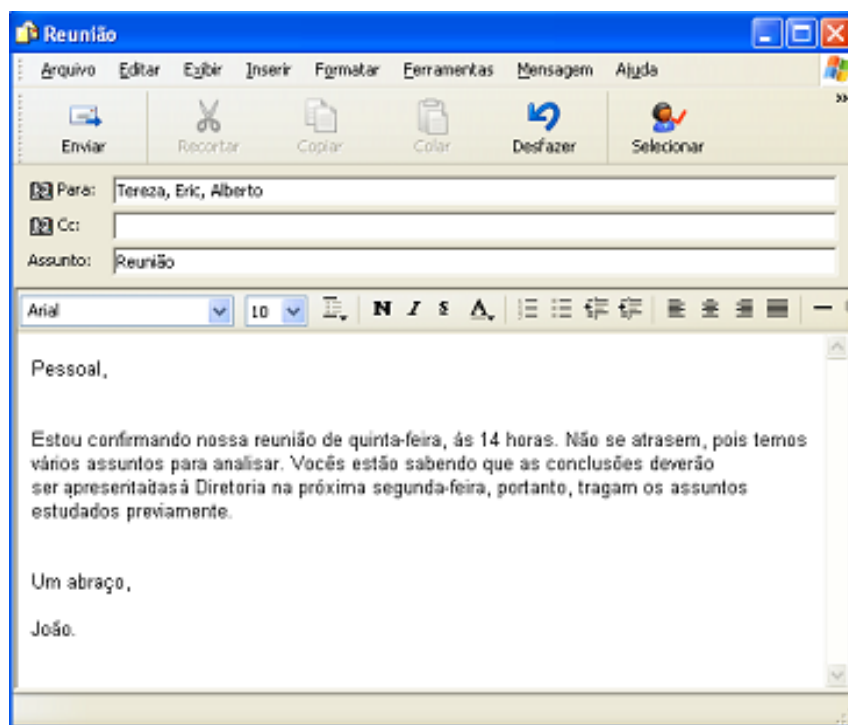 Reunião
Arquivo Editar Exibir Inserir Formatar Ferramentas Mensagem Ajuda
Enviar Recortar Copiar Colar Desfazer Selecionar
Para: Tereza, Eric, Alberto
Cc:
Assunto: Reunião
Arial 10 N I S A
Pessoal,
Estou confirmando nossa reunião de quinta-feira, ás 14 horas. Não se atrasem, pois temos
vários assuntos para analisar. Vocês estão sabendo que as conclusões deverão
ser apresentadas á Diretoria na próxima segunda-feira, portanto, tragam os assuntos
estudados previamente.
Um abraço,
João.